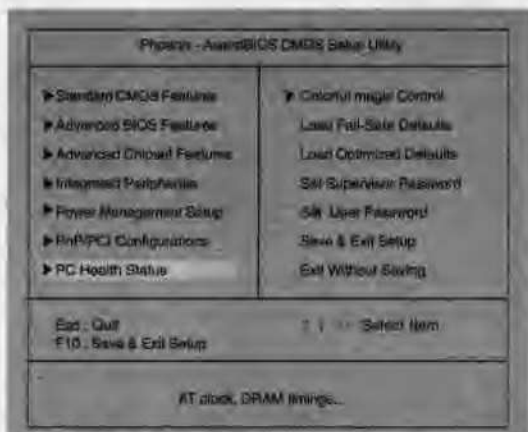 Phoenix - AwardBIOS CMOS Setup Utility
▶ Standard CMOS Features
▶ Advanced BIOS Features
▶ Advanced Chipset Features
▶ Integrated Peripherals
▶ Power Management Setup
▶ PnP/PCI Configurations
▶ PC Health Status
▶ Colorful magic Control
Load Fail-Safe Defaults
Load Optimized Defaults
Set Supervisor Password
Set User Password
Save & Exit Setup
Exit Without Saving
Esc : Quit
F10 : Save & Exit Setup
Select Item
DRAM timings...